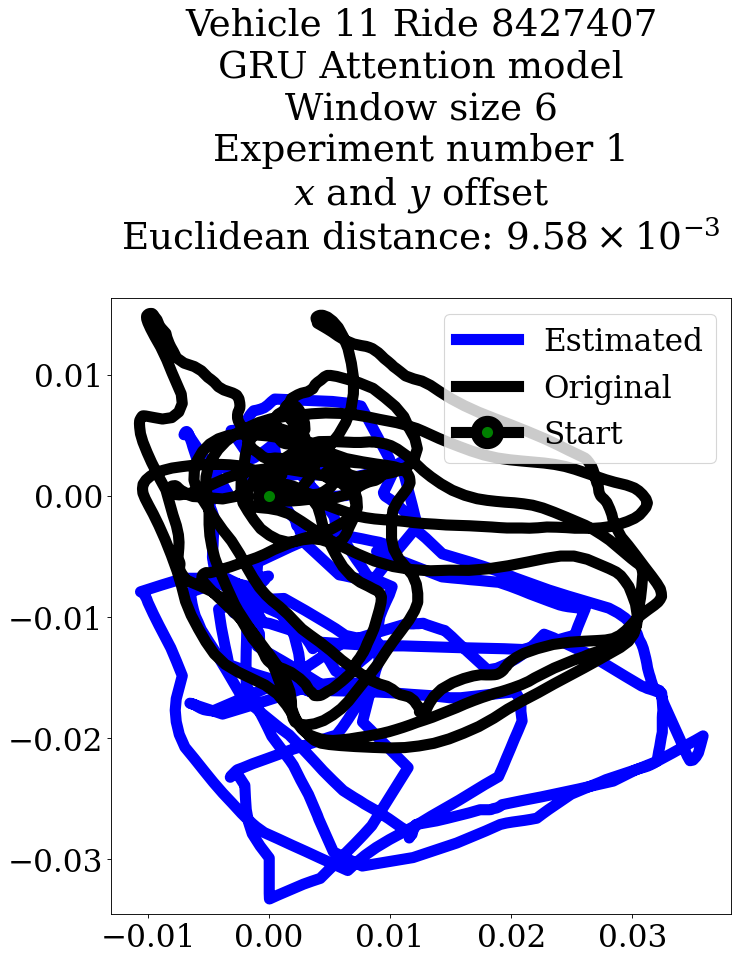 Vehicle 11 Ride 8427407
GRU Attention model
Window size 6
Experiment number 1
x and y offset
Euclidean distance: 9.58 × 10⁻³
Estimated
Original
Start
0.01
0.00
−0.01
−0.02
−0.03
−0.01 0.00 0.01 0.02 0.03